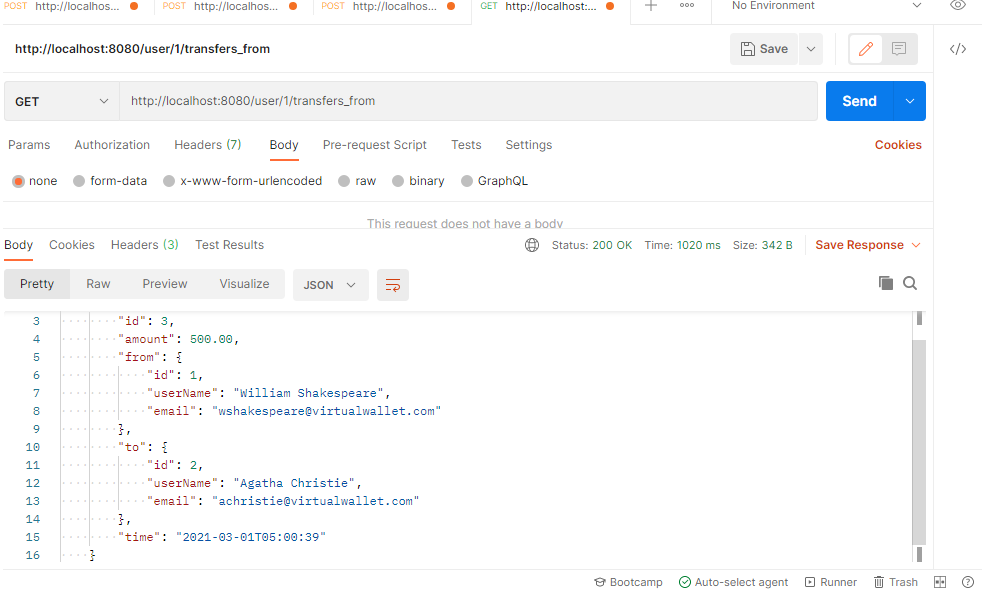 POST http://localhos... POST http://localhos... POST http://localhos... GET http://localhost:... + ooo No Environment
http://localhost:8080/user/1/transfers_from Save </>
GET http://localhost:8080/user/1/transfers_from Send
Params Authorization Headers (7) Body Pre-request Script Tests Settings Cookies
none form-data x-www-form-urlencoded raw binary GraphQL
This request does not have a body
Body Cookies Headers (3) Test Results Status: 200 OK Time: 1020 ms Size: 342 B Save Response
Pretty Raw Preview Visualize JSON
3 "id": 3,
4 "amount": 500.00,
5 "from": {
6 "id": 1,
7 "userName": "William Shakespeare",
8 "email": "wshakespeare@virtualwallet.com"
9 },
10 "to": {
11 "id": 2,
12 "userName": "Agatha Christie",
13 "email": "achristie@virtualwallet.com"
14 },
15 "time": "2021-03-01T05:00:39"
16 }
Bootcamp Auto-select agent Runner Trash ?